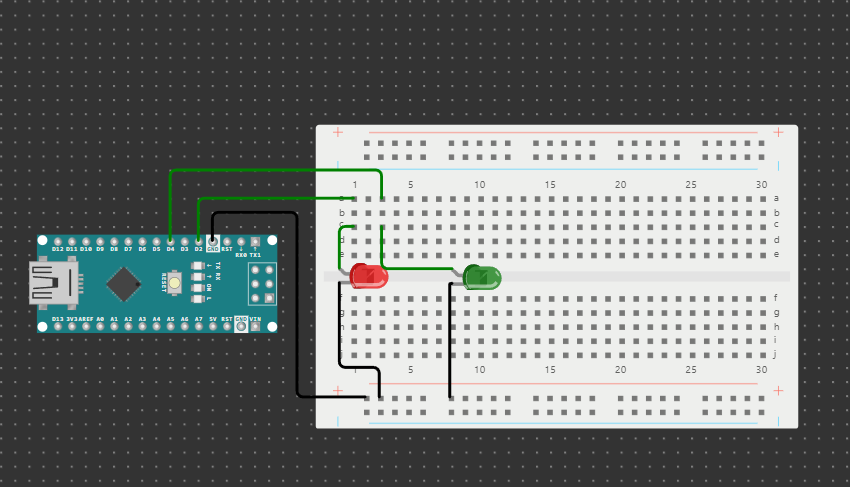 1 5 10 15 20 25 30
a a
b b
c c
d d
e e
D12 D11 D10 D9 D8 D7 D6 D5 D4 D3 D2 GND RST RX0 TX1
TX
RX
ON
L
RESET
D13 3V3 AREF A0 A1 A2 A3 A4 A5 A6 A7 5V RST GND VIN
f f
g g
h h
i i
j j
1 5 10 15 20 25 30